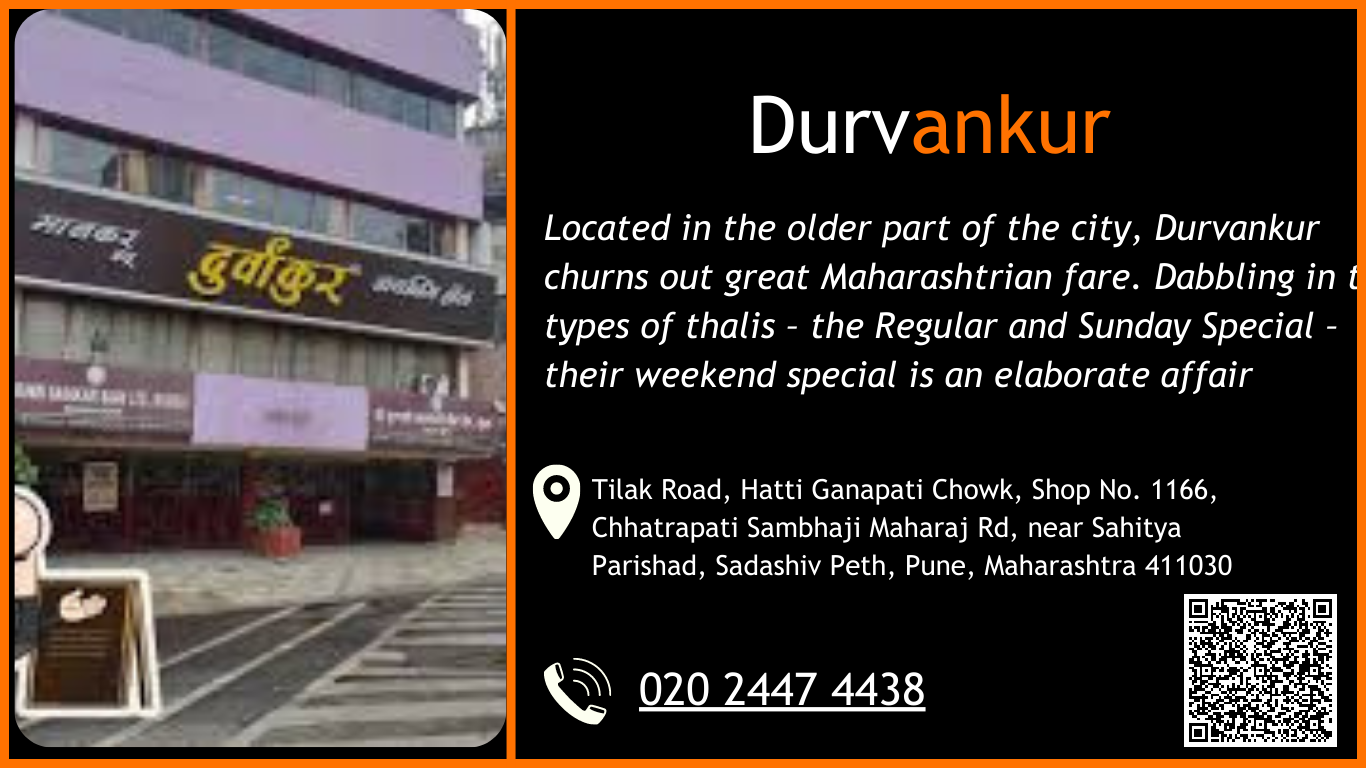 मानकर
दुर्वांकुर
Durvankur
Located in the older part of the city, Durvankur
churns out great Maharashtrian fare. Dabbling in t
types of thalis – the Regular and Sunday Special –
their weekend special is an elaborate affair
Tilak Road, Hatti Ganapati Chowk, Shop No. 1166,
Chhatrapati Sambhaji Maharaj Rd, near Sahitya
Parishad, Sadashiv Peth, Pune, Maharashtra 411030
020 2447 4438